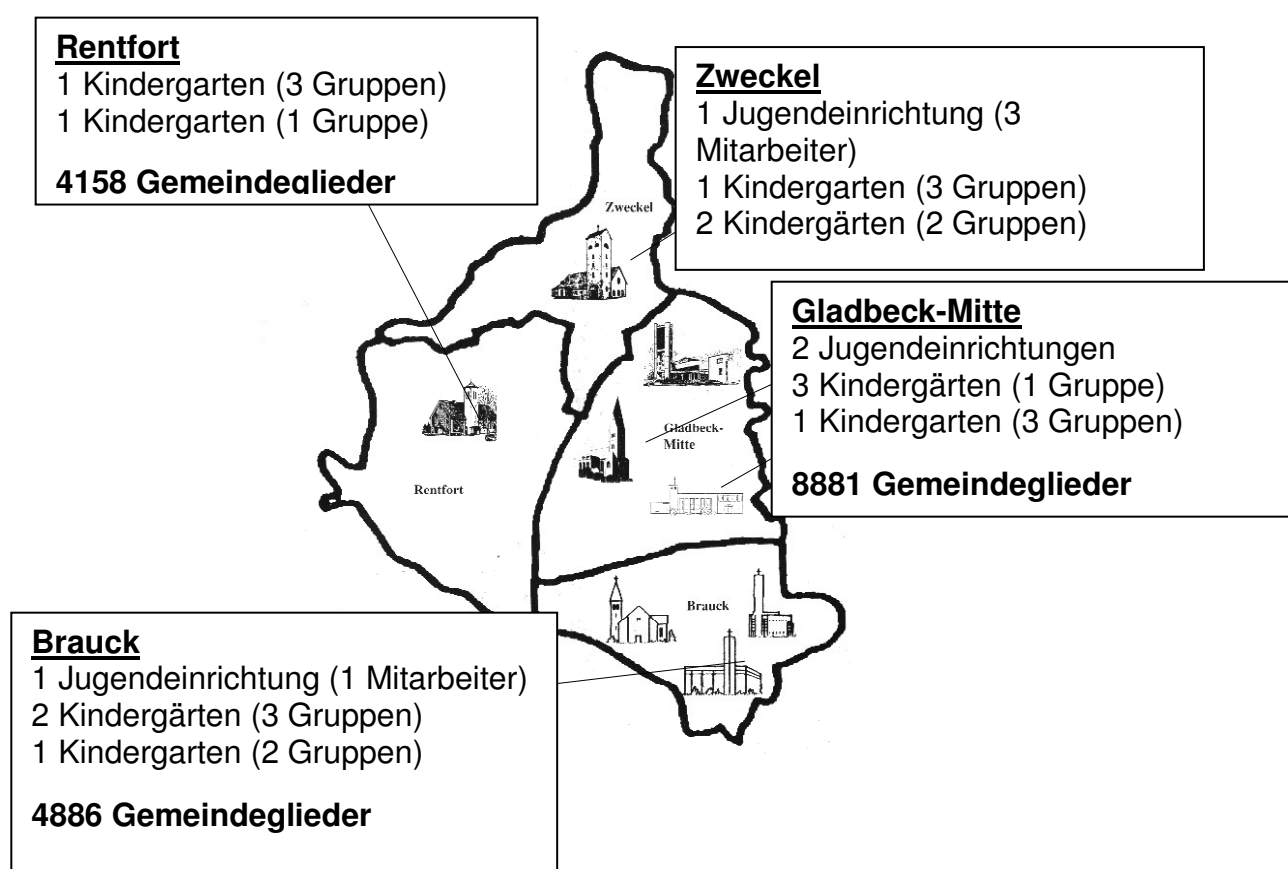 Rentfort
1 Kindergarten (3 Gruppen)
1 Kindergarten (1 Gruppe)
4158 Gemeindeglieder
Zweckel
1 Jugendeinrichtung (3
Mitarbeiter)
1 Kindergarten (3 Gruppen)
2 Kindergärten (2 Gruppen)
Gladbeck-Mitte
2 Jugendeinrichtungen
3 Kindergärten (1 Gruppe)
1 Kindergarten (3 Gruppen)
8881 Gemeindeglieder
Zweckel
Gladbeck-
Mitte
Rentfort
Brauck
Brauck
1 Jugendeinrichtung (1 Mitarbeiter)
2 Kindergärten (3 Gruppen)
1 Kindergarten (2 Gruppen)
4886 Gemeindeglieder